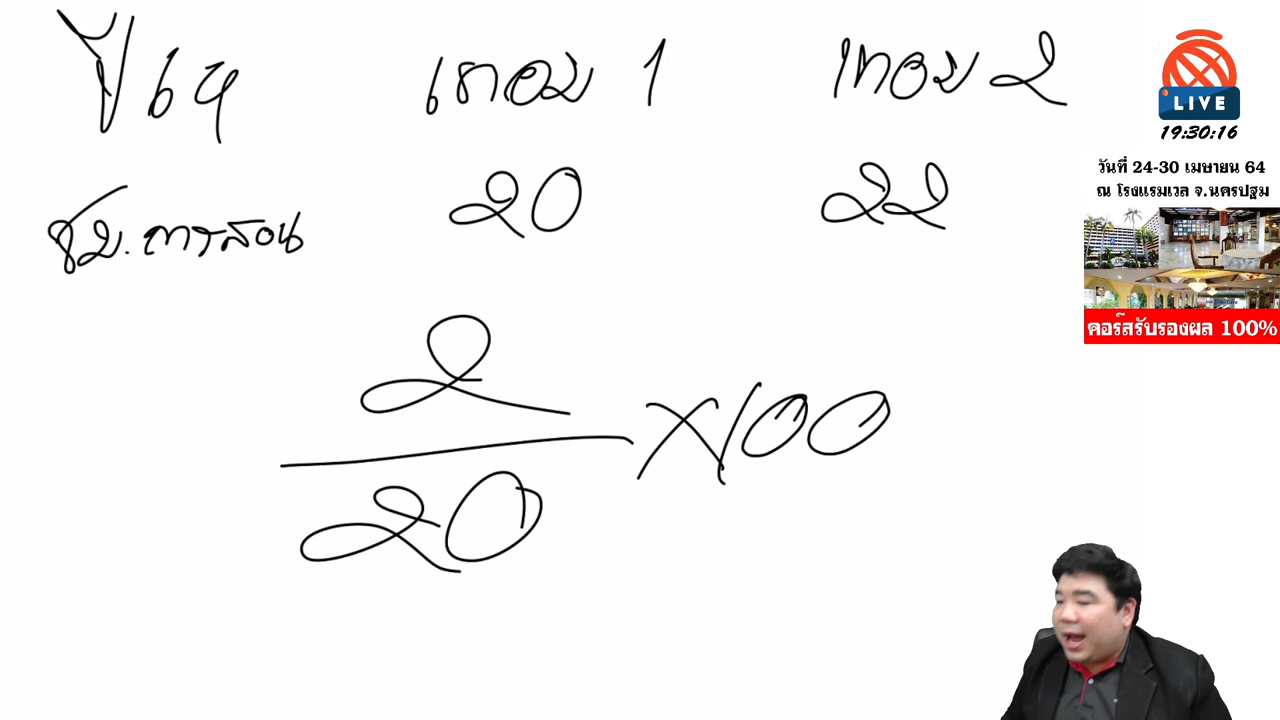 ปี 64 เทอม 1 เทอม 2
ชม. การสอน 20 22
2
20
×100
LIVE
19:30:16
วันที่ 24-30 เมษายน 64
ณ โรงแรมเวล จ.นครปฐม
คอร์สรับรองผล 100%